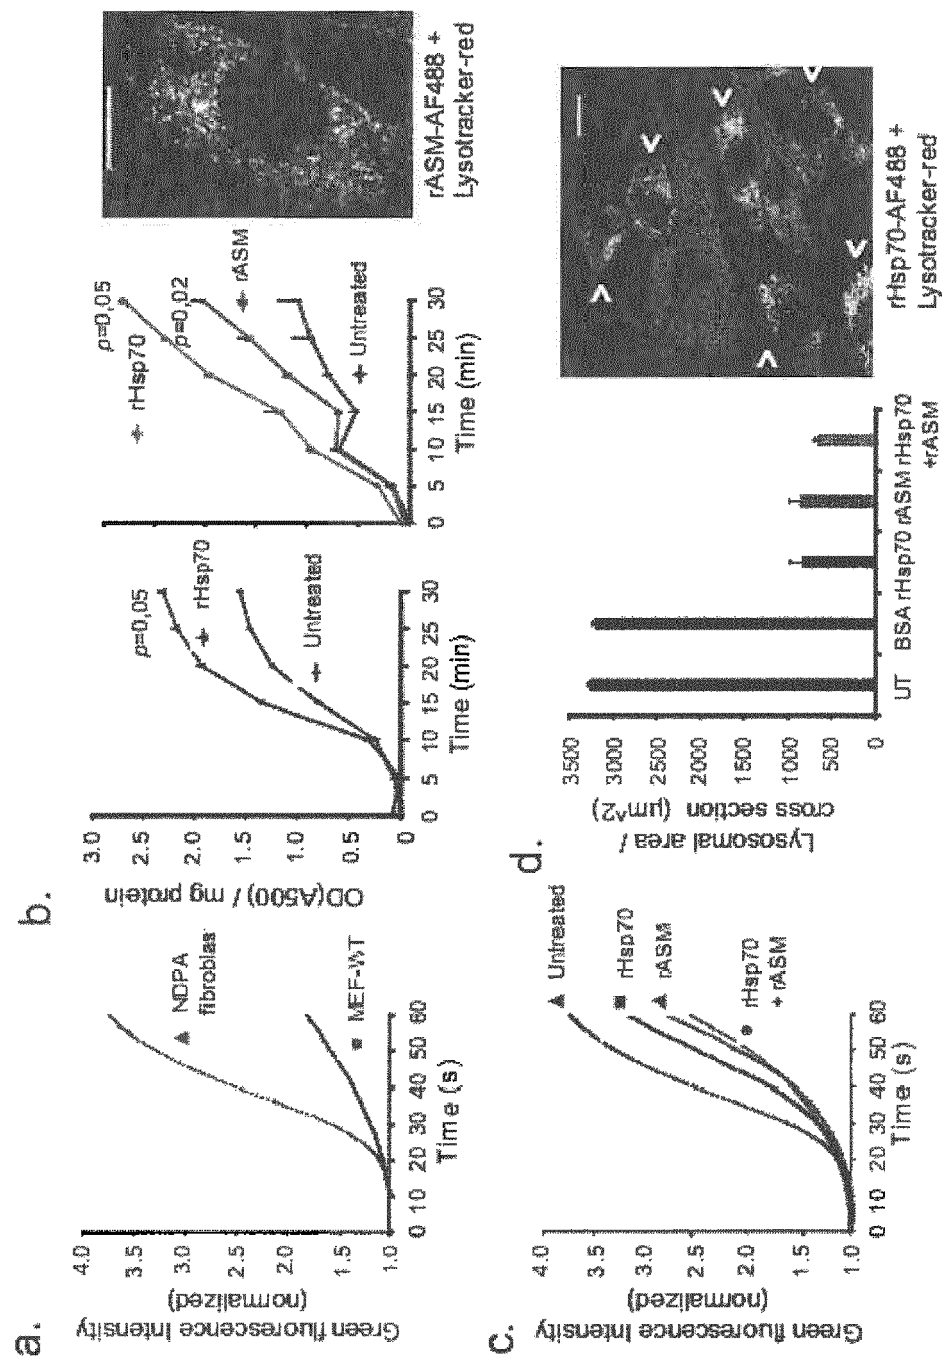 a.
Green fluorescence Intensity
(normalized)
4.0
3.5
3.0
2.5
2.0
1.5
1.0
0 10 20 30 40 50 60
Time (s)
NDPA
fibroblas
MEF-WT
b.
OD(A500) / mg protein
3.0
2.5
2.0
1.5
1.0
0.5
0
0 5 10 15 20 25 30
Time (min)
p=0,05
rHsp70
Untreated
0 5 10 15 20 25 30
Time (min)
p=0,05
rHsp70
p=0,02
rASM
Untreated
rASM-AF488 +
Lysotracker-red
c.
Green fluorescence Intensity
(normalized)
4.0
3.5
3.0
2.5
2.0
1.5
1.0
0 10 20 30 40 50 60
Time (s)
Untreated
rHsp70
rASM
rHsp70
+ rASM
d.
Lysosomal area /
cross section (µm^2)
3500
3000
2500
2000
1500
1000
500
0
UT BSA rHsp70 rASM rHsp70
+rASM
rHsp70-AF488 +
Lysotracker-red